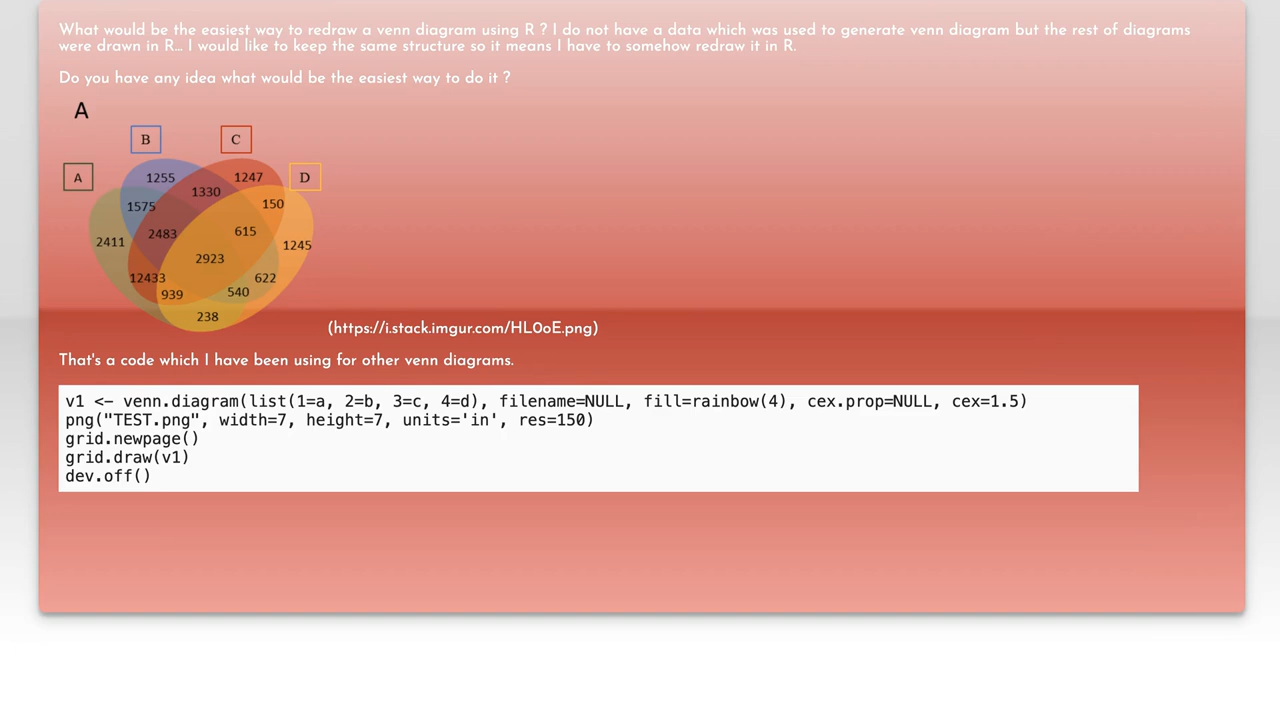 What would be the easiest way to redraw a venn diagram using R ? I do not have a data which was used to generate venn diagram but the rest of diagrams
were drawn in R... I would like to keep the same structure so it means I have to somehow redraw it in R.
Do you have any idea what would be the easiest way to do it ?
A
B
C
A
D
1255
1247
1330
1575
150
2483
615
2411
1245
2923
12433
622
939
540
238
(https://i.stack.imgur.com/HL0oE.png)
That's a code which I have been using for other venn diagrams.
v1 <- venn.diagram(list(1=a, 2=b, 3=c, 4=d), filename=NULL, fill=rainbow(4), cex.prop=NULL, cex=1.5)
png("TEST.png", width=7, height=7, units='in', res=150)
grid.newpage()
grid.draw(v1)
dev.off()